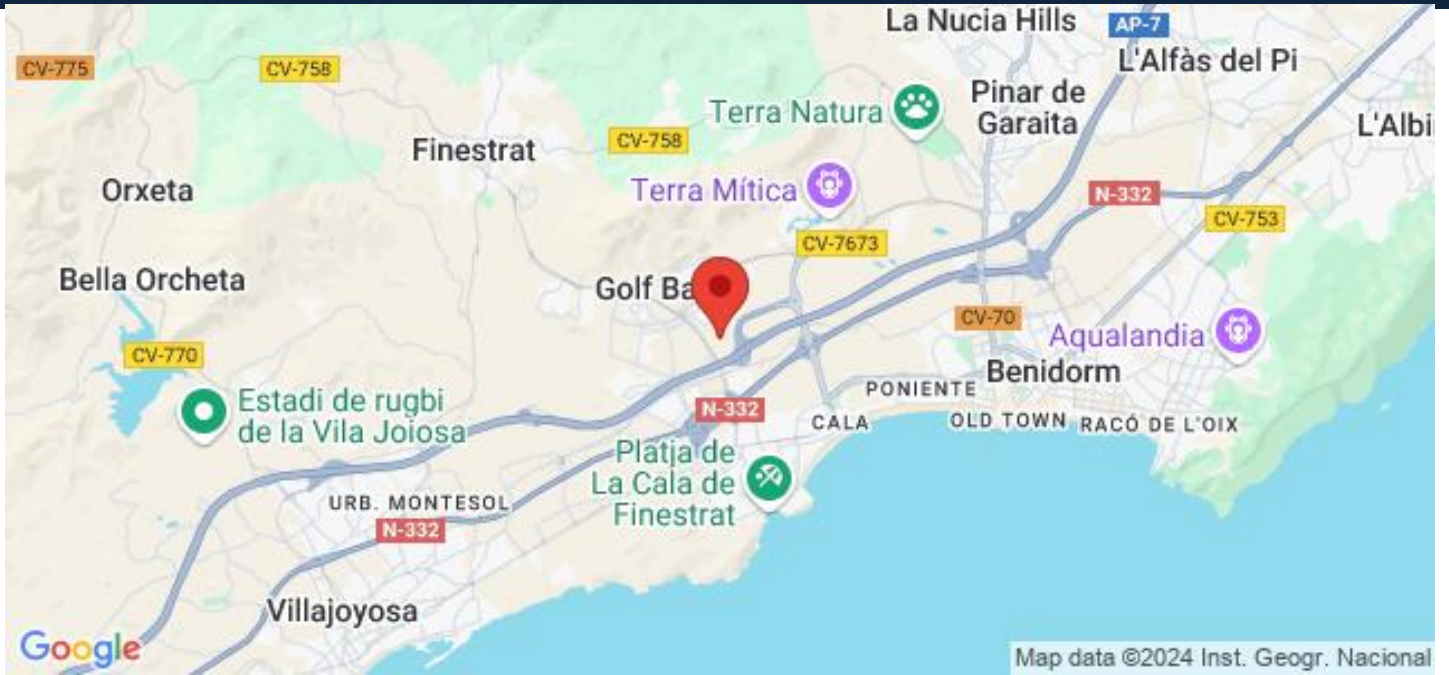 La Nucia Hills
AP-7
CV-775
CV-758
L'Alfàs del Pi
Terra Natura
Pinar de
Garaita
L'Albi
Finestrat
CV-758
Orxeta
Terra Mítica
N-332
CV-753
CV-7673
Bella Orcheta
Golf Ba
CV-70
Aqualandia
CV-770
Benidorm
PONIENTE
Estadi de rugbi
de la Vila Joiosa
N-332
CALA
OLD TOWN
RACÓ DE L'OIX
Platja de
La Cala de
Finestrat
URB. MONTESOL
N-332
Villajoyosa
Google
Map data ©2024 Inst. Geogr. Nacional